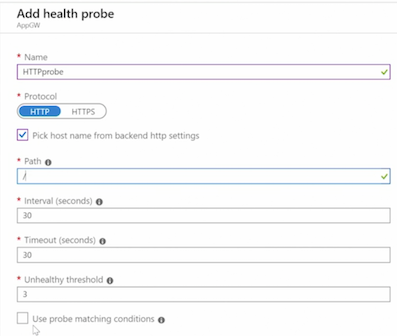 Add health probe
AppGW
* Name
HTTPprobe
* Protocol
HTTP HTTPS
Pick host name from backend http settings
* Path
/
* Interval (seconds)
30
* Timeout (seconds)
30
* Unhealthy threshold
3
Use probe matching conditions